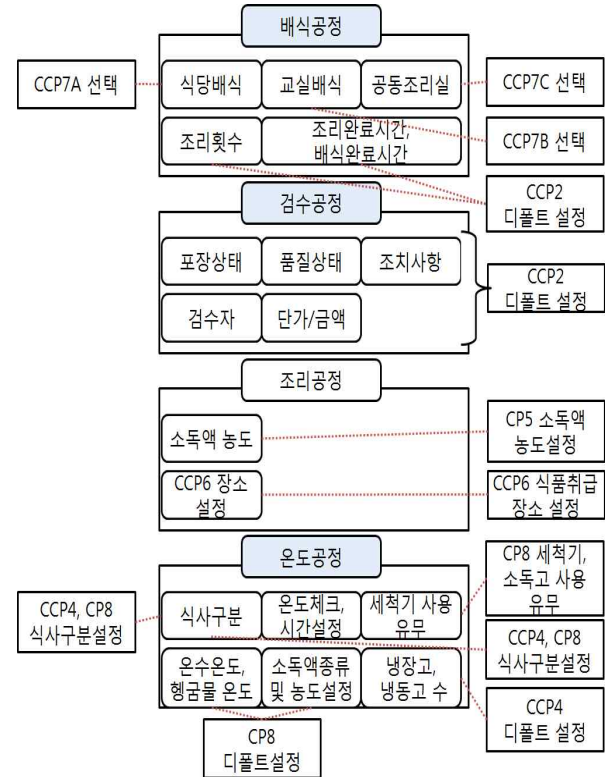 배식공정
CCP7A 선택
식당배식
교실배식
공동조리실
CCP7C 선택
조리횟수
조리완료시간,
배식완료시간
CCP7B 선택
CCP2
디폴트 설정
검수공정
포장상태
품질상태
조치사항
검수자
단가/금액
CCP2
디폴트 설정
조리공정
소독액 농도
CP5 소독액
농도설정
CCP6 장소
설정
CCP6 식품취급
장소 설정
온도공정
CP8 세척기,
소독고 사용
유무
CCP4, CP8
식사구분설정
식사구분
온도체크,
시간설정
세척기 사용
유무
CCP4, CP8
식사구분설정
온수온도,
헹굼물 온도
소독액종류
및 농도설정
냉장고,
냉동고 수
CCP4
디폴트 설정
CP8
디폴트설정